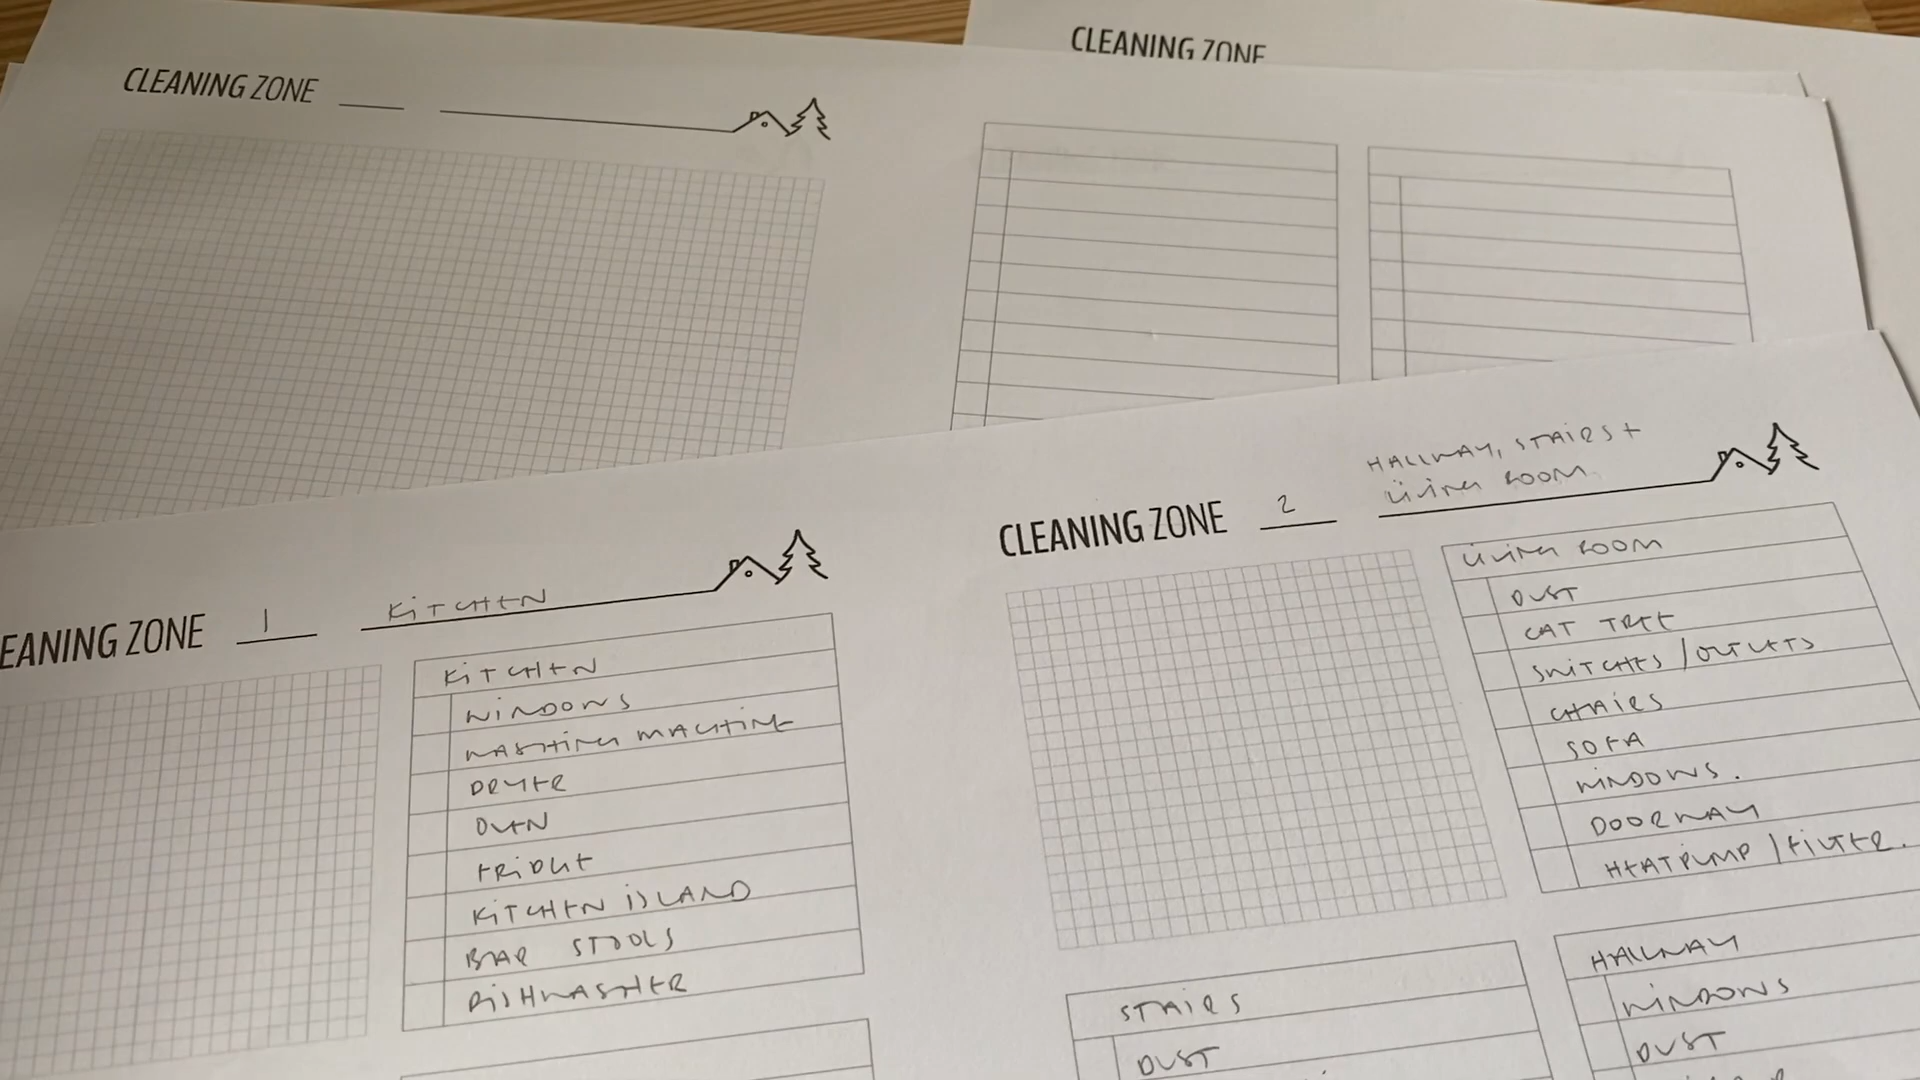 CLEANING ZONE
CLEANING ZONE
CLEANING ZONE 2 HALLWAY, STAIRS +
LIVING ROOM
LIVING ROOM
DUST
CAT TREE
SWITCHES / OUTLETS
CHAIRS
SOFA
WINDOWS.
DOORWAY
HEATPUMP / FILTER.
STAIRS
DUST
HALLWAY
WINDOWS
DUST
EANING ZONE 1 KITCHEN
KITCHEN
WINDOWS
WASHING MACHINE
DRYER
OVEN
FRIDGE
KITCHEN ISLAND
BAR STOOLS
DISHWASHER